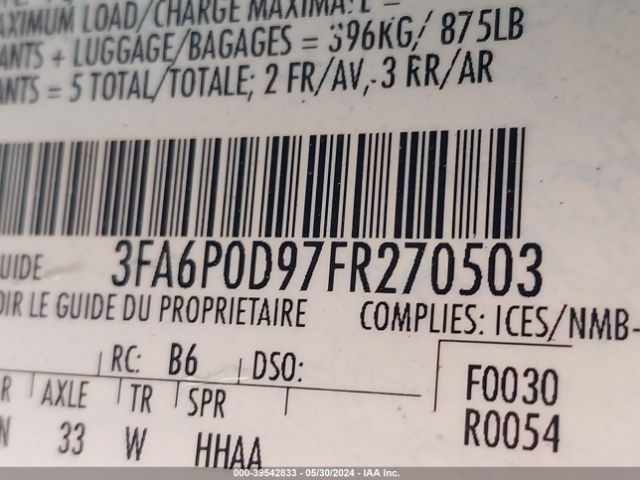 MAXIMUM LOAD/CHARGE MAXIMALE =
ANTS + LUGGAGE/BAGAGES = 396KG/ 875LB
ANTS = 5 TOTAL/TOTALE; 2 FR/AV, 3 RR/AR
UIDE 3FA6P0D97FR270503
OIR LE GUIDE DU PROPRIETAIRE
COMPLIES: ICES/NMB-
RC: B6 DSO:
R AXLE TR SPR
N 33 W HHAA
F0030
R0054
000-39542833 - 05/30/2024 - IAA Inc.